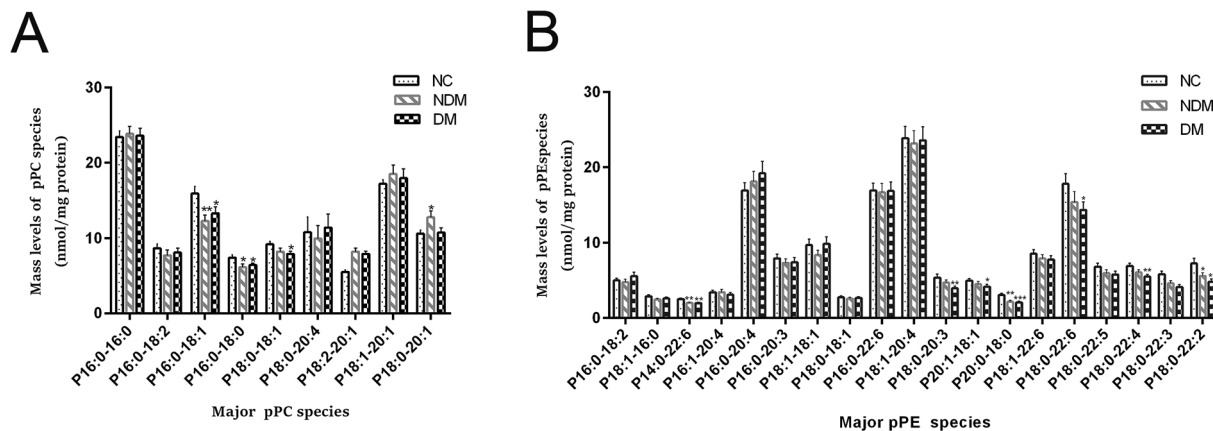 A
NC
NDM
DM
Mass levels of pPC species
(nmol/mg protein)
30
20
10
0
**
*
*
*
*
*
P16:0-16:0
P16:0-18:2
P16:0-18:1
P16:0-18:0
P18:0-18:1
P18:0-20:4
P18:2-20:1
P18:1-20:1
P18:0-20:1
Major pPC species
B
NC
NDM
DM
Mass levels of pPEspecies
(nmol/mg protein)
30
20
10
0
**
**
**
*
**
***
*
**
*
*
P16:0-18:2
P18:1-16:0
P14:0-22:6
P16:1-20:4
P16:0-20:4
P16:0-20:3
P18:1-18:1
P18:0-18:1
P16:0-22:6
P18:1-20:4
P18:0-20:3
P20:1-18:1
P20:0-18:0
P18:1-22:6
P18:0-22:6
P18:0-22:5
P18:0-22:4
P18:0-22:3
P18:0-22:2
Major pPE species